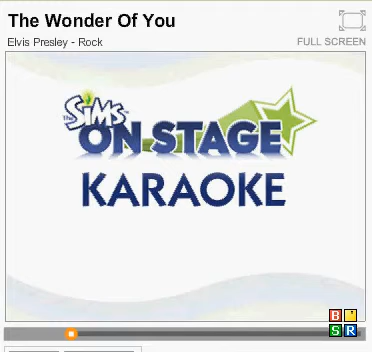 The Wonder Of You
Elvis Presley - Rock
FULL SCREEN
The Sims
ON STAGE
KARAOKE
B '
S R